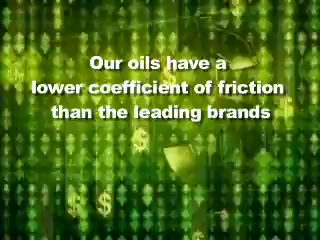 Our oils have a
lower coefficient of friction
than the leading brands
$
$
$